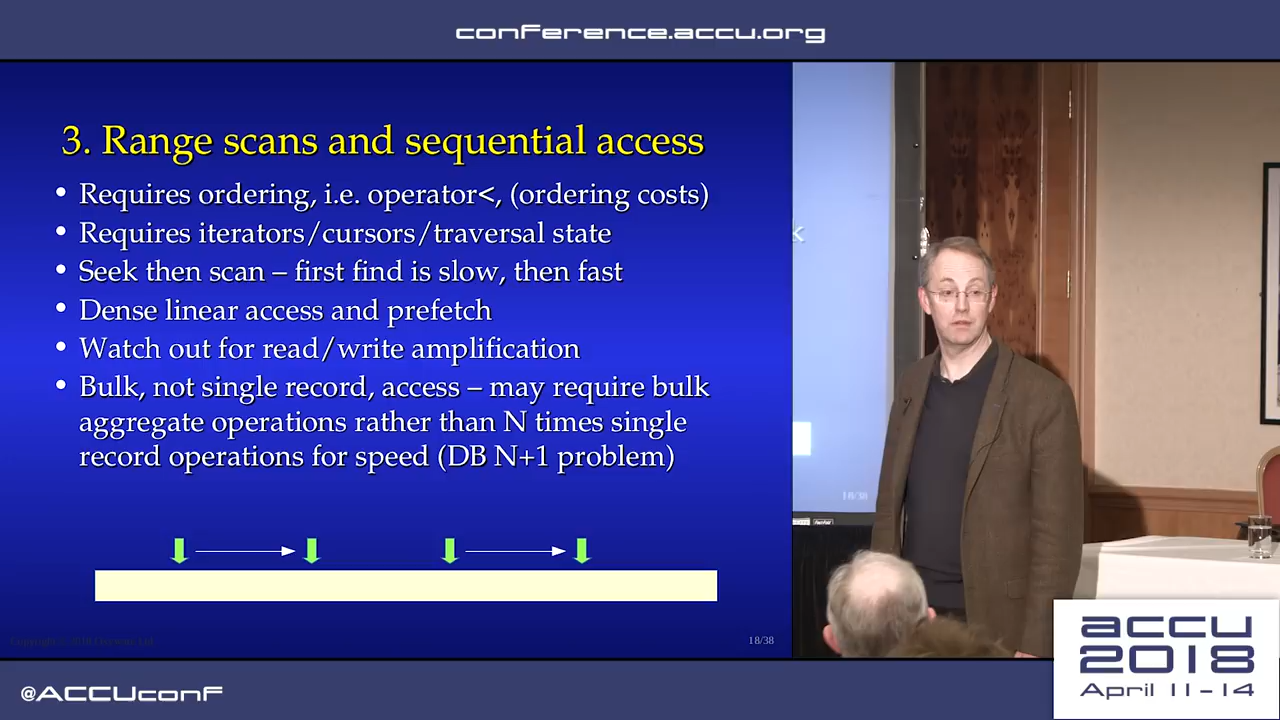 conference.accu.org
3. Range scans and sequential access
• Requires ordering, i.e. operator<, (ordering costs)
• Requires iterators/cursors/traversal state
• Seek then scan – first find is slow, then fast
• Dense linear access and prefetch
• Watch out for read/write amplification
• Bulk, not single record, access – may require bulk
aggregate operations rather than N times single
record operations for speed (DB N+1 problem)
18/38
k
18/38
accu
2018
April 11-14
@ACCUconf